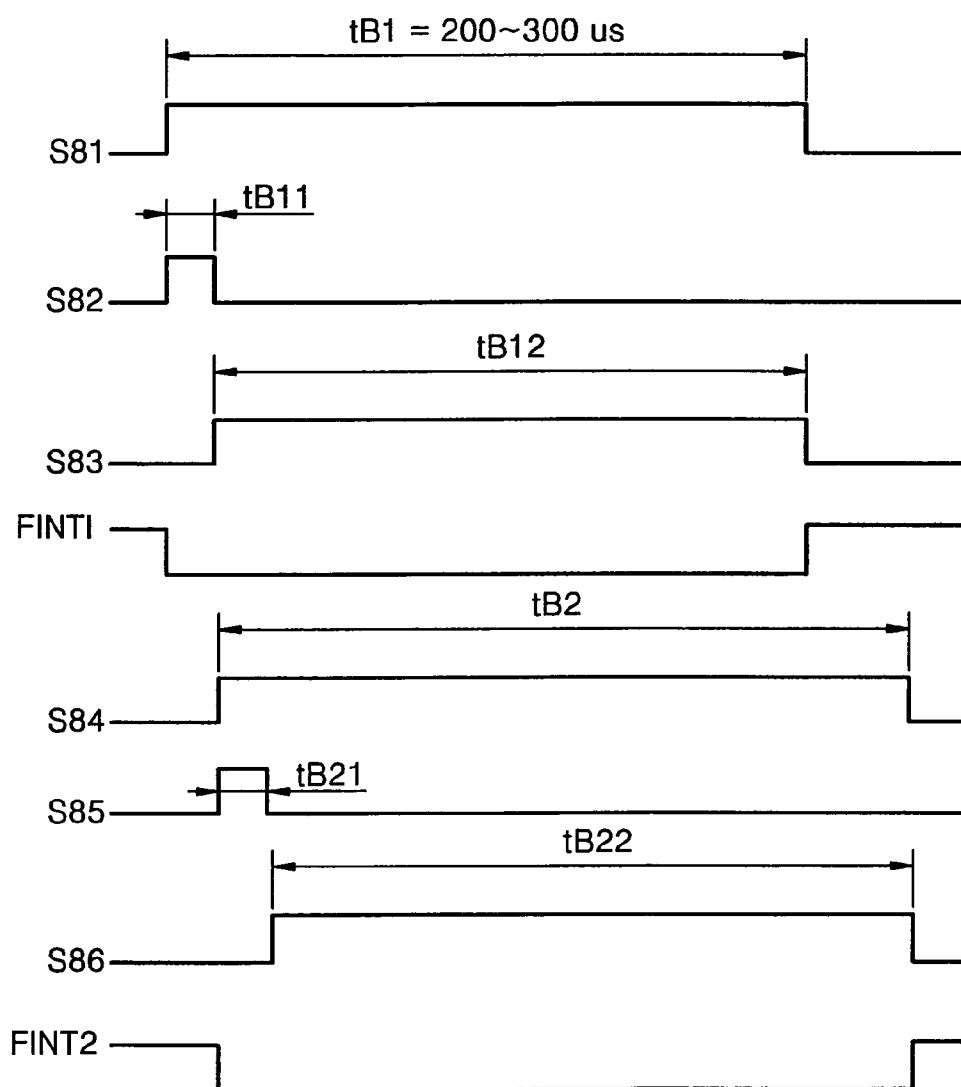 tB1 = 200~300 us
S81
tB11
S82
tB12
S83
FINTI
tB2
S84
tB21
S85
tB22
S86
FINT2